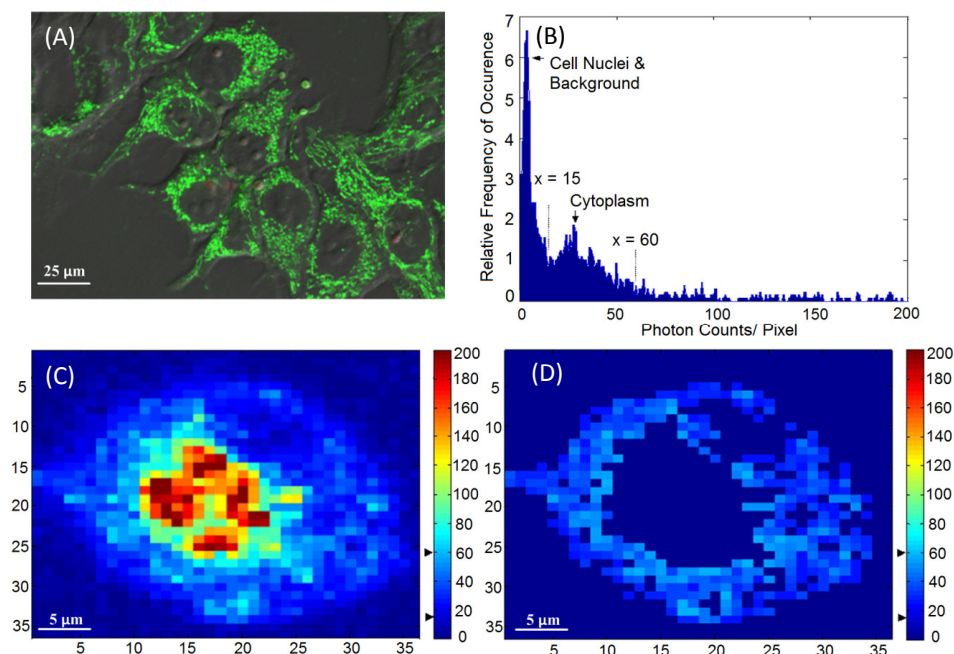 (A)
25 µm
(B)
Relative Frequency of Occurence
7
6
5
4
3
2
1
0
Cell Nuclei &
Background
x = 15
Cytoplasm
x = 60
0 50 100 150 200
Photon Counts/ Pixel
(C)
5
10
15
20
25
30
35
5 µm
5 10 15 20 25 30 35
200
180
160
140
120
100
80
60
40
20
0
(D)
5
10
15
20
25
30
35
5 µm
5 10 15 20 25 30 35
200
180
160
140
120
100
80
60
40
20
0